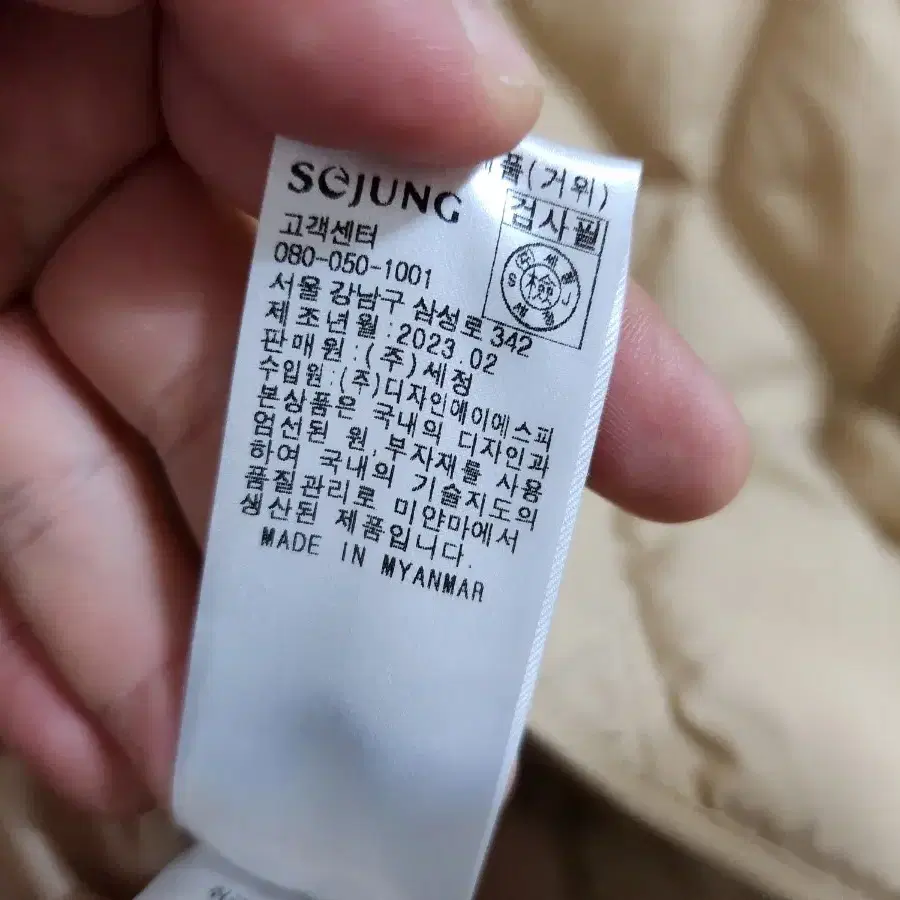 품(거위)
SEJUNG
검사필
고객센터
080-050-1001
檢
서울 강남구 삼성로 342
제조년월:2023.02
판매원:(주)세정
수입원:(주)디자인에이에스피
본상품은 국내의 디자인과
엄선된 원,부자재를 사용
하여 국내의 기술지도의
품질관리로 미얀마에서
생산된 제품입니다.
MADE IN MYANMAR